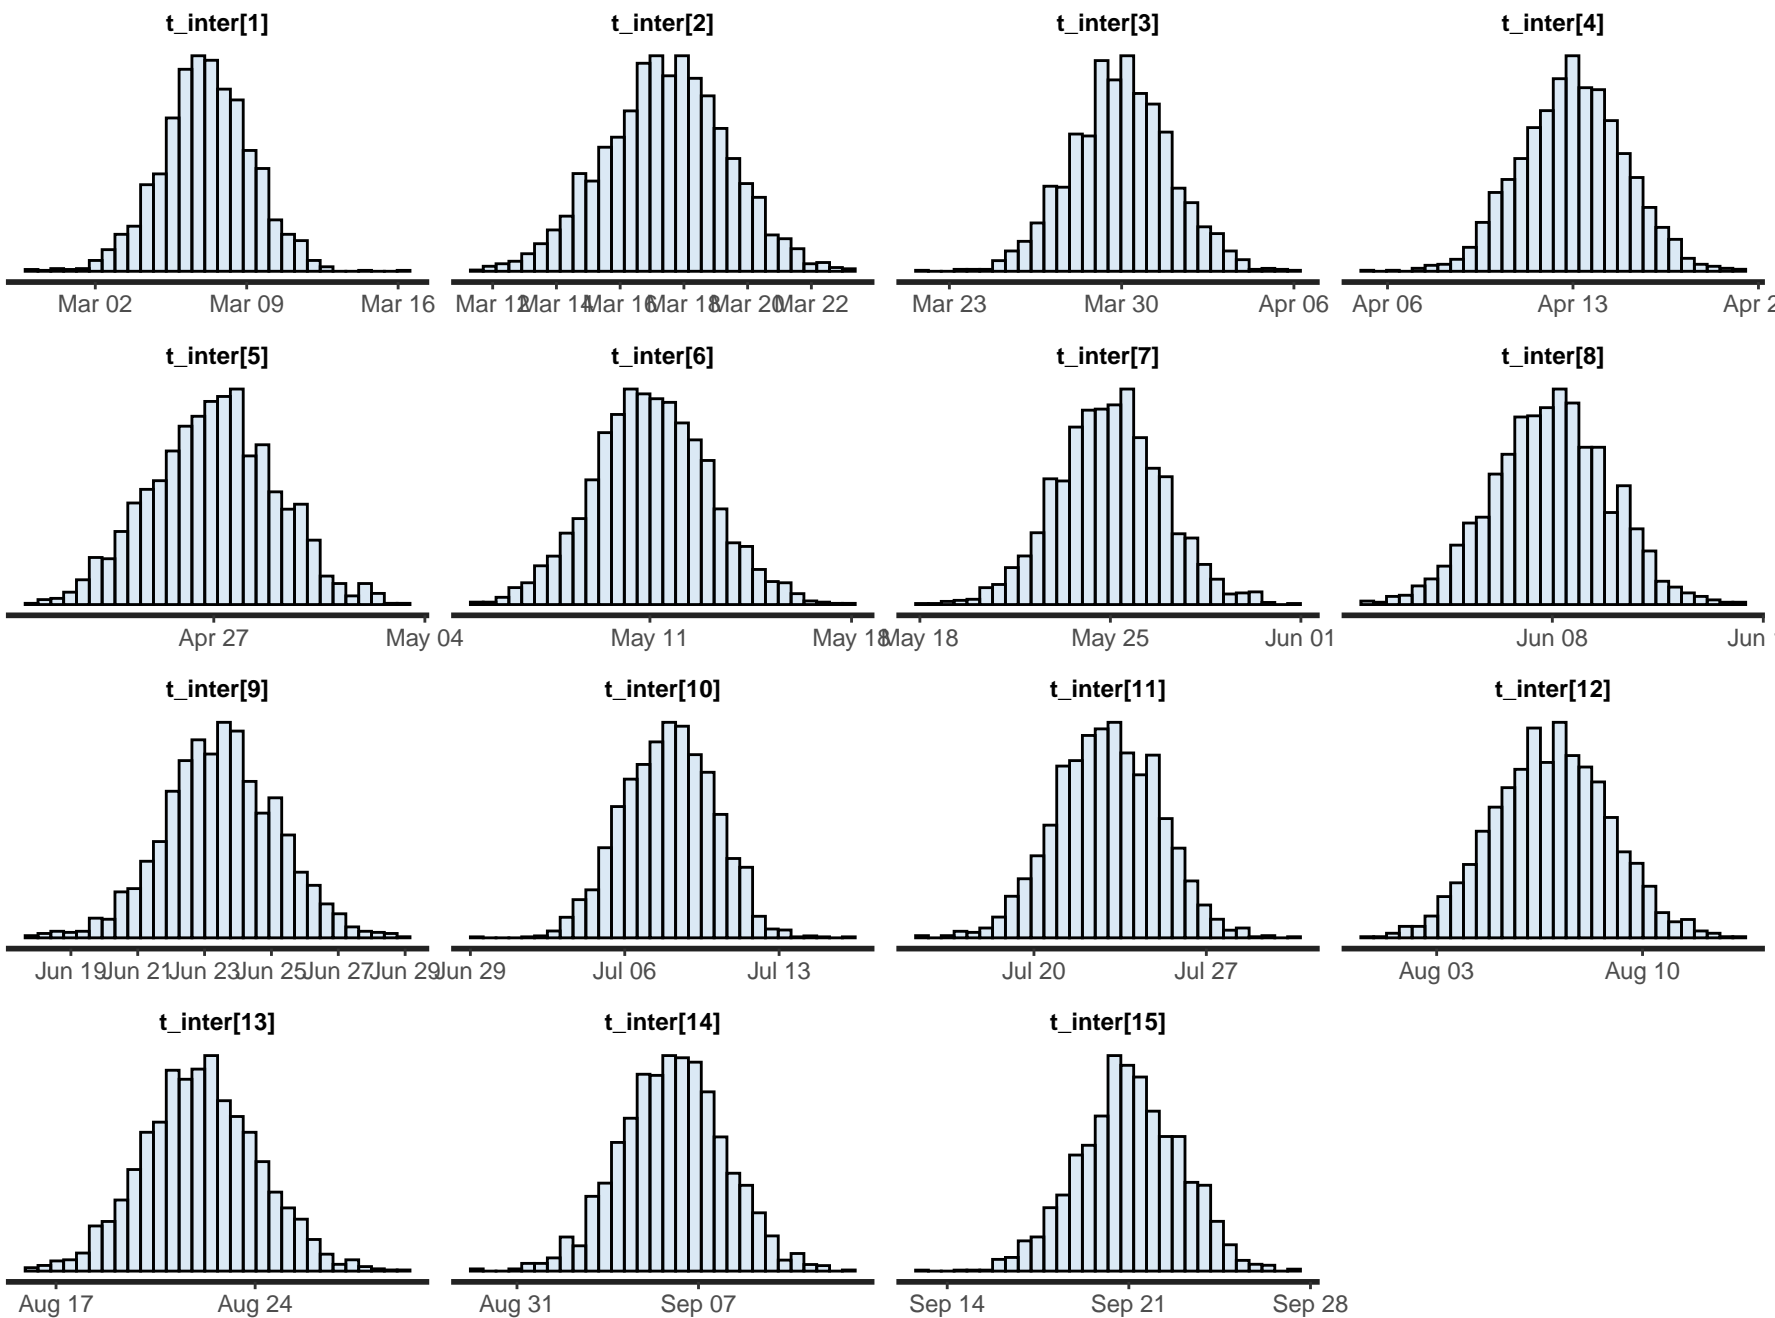 t_inter[1] t_inter[2] t_inter[3] t_inter[4]
Mar 02 Mar 09 Mar 16 Mar 12 Mar 14 Mar 16 Mar 18 Mar 20 Mar 22 Mar 23 Mar 30 Apr 06 Apr 06 Apr 13 Apr 2
t_inter[5] t_inter[6] t_inter[7] t_inter[8]
Apr 27 May 04 May 11 May 18 May 18 May 25 Jun 01 Jun 08 Jun
t_inter[9] t_inter[10] t_inter[11] t_inter[12]
Jun 19 Jun 21 Jun 23 Jun 25 Jun 27 Jun 29 Jun 29 Jul 06 Jul 13 Jul 20 Jul 27 Aug 03 Aug 10
t_inter[13] t_inter[14] t_inter[15]
Aug 17 Aug 24 Aug 31 Sep 07 Sep 14 Sep 21 Sep 28